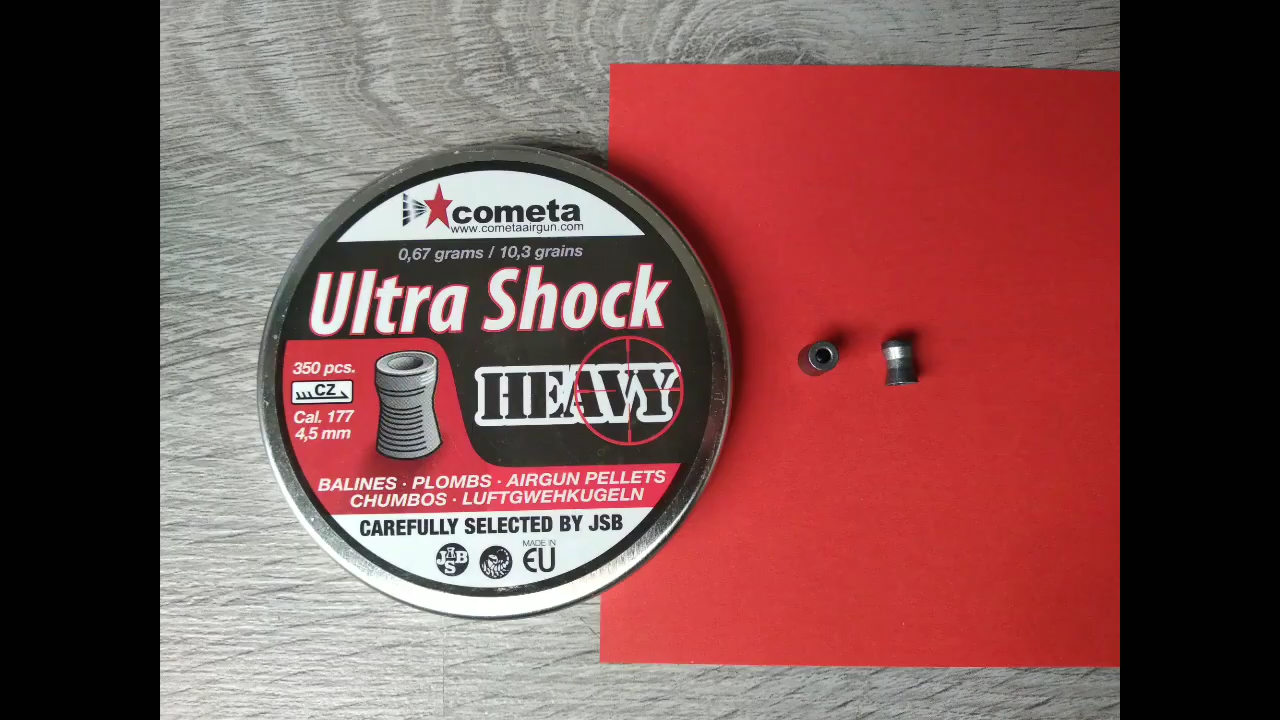 cometa
www.cometaairgun.com
0,67 grams / 10,3 grains
Ultra Shock
HEAVY
350 pcs.
CZ
Cal. 177
4,5 mm
BALINES · PLOMBS · AIRGUN PELLETS
CHUMBOS · LUFTGWEHKUGELN
CAREFULLY SELECTED BY JSB
JSB
MADE IN
EU